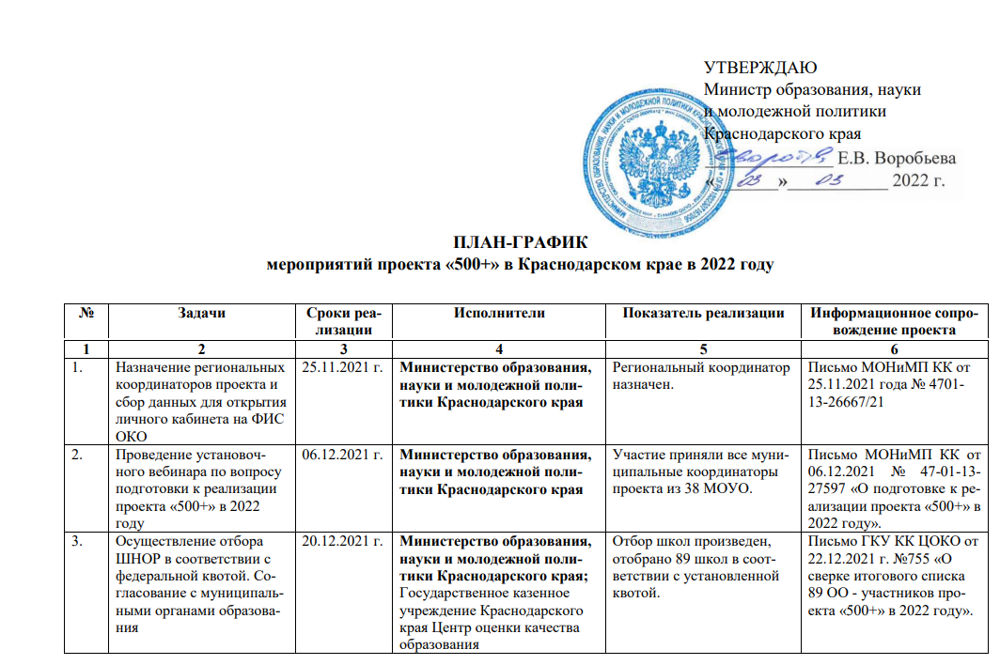 УТВЕРЖДАЮ
Министр образования, науки
и молодежной политики
Краснодарского края
Е.В. Воробьева
« 03 » 03 2022 г.
ПЛАН-ГРАФИК
мероприятий проекта «500+» в Краснодарском крае в 2022 году
№ Задачи Сроки реа- Исполнители Показатель реализации Информационное сопро-
лизации вождение проекта
1 2 3 4 5 6
1.
Назначение региональных
координаторов проекта и
сбор данных для открытия
личного кабинета на ФИС
ОКО
25.11.2021 г.
Министерство образования,
науки и молодежной поли-
тики Краснодарского края
Региональный координатор
назначен.
Письмо МОНиМП КК от
25.11.2021 года № 4701-
13-26667/21
2.
Проведение установоч-
ного вебинара по вопросу
подготовки к реализации
проекта «500+» в 2022
году
06.12.2021 г.
Министерство образования,
науки и молодежной поли-
тики Краснодарского края
Участие приняли все муни-
ципальные координаторы
проекта из 38 МОУО.
Письмо МОНиМП КК от
06.12.2021 № 47-01-13-
27597 «О подготовке к ре-
ализации проекта «500+» в
2022 году».
3.
Осуществление отбора
ШНОР в соответствии с
федеральной квотой. Со-
гласование с муниципаль-
ными органами образова-
ния
20.12.2021 г.
Министерство образования,
науки и молодежной поли-
тики Краснодарского края;
Государственное казенное
учреждение Краснодарского
края Центр оценки качества
образования
Отбор школ произведен,
отобрано 89 школ в соот-
ветствии с установленной
квотой.
Письмо ГКУ КК ЦОКО от
22.12.2021 г. №755 «О
сверке итогового списка
89 ОО - участников про-
екта «500+» в 2022 году».